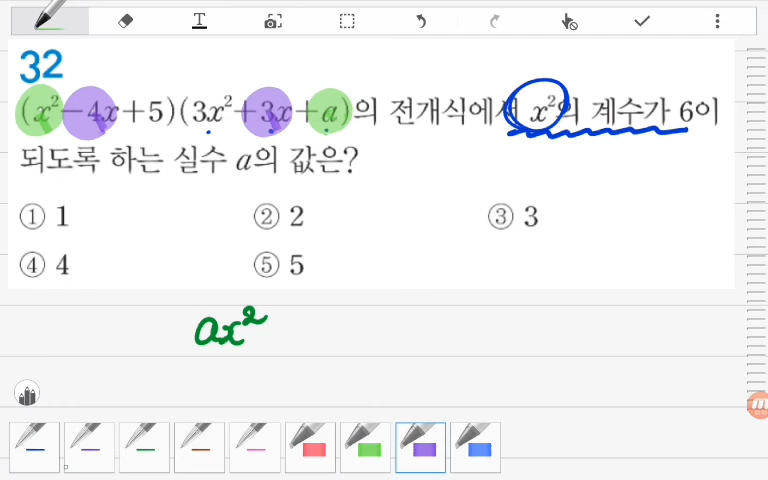 T
32
(x²-4x+5)(3x²+3x+a)의 전개식에서 x²의 계수가 6이
되도록 하는 실수 a의 값은?
① 1 ② 2 ③ 3
④ 4 ⑤ 5
ax²